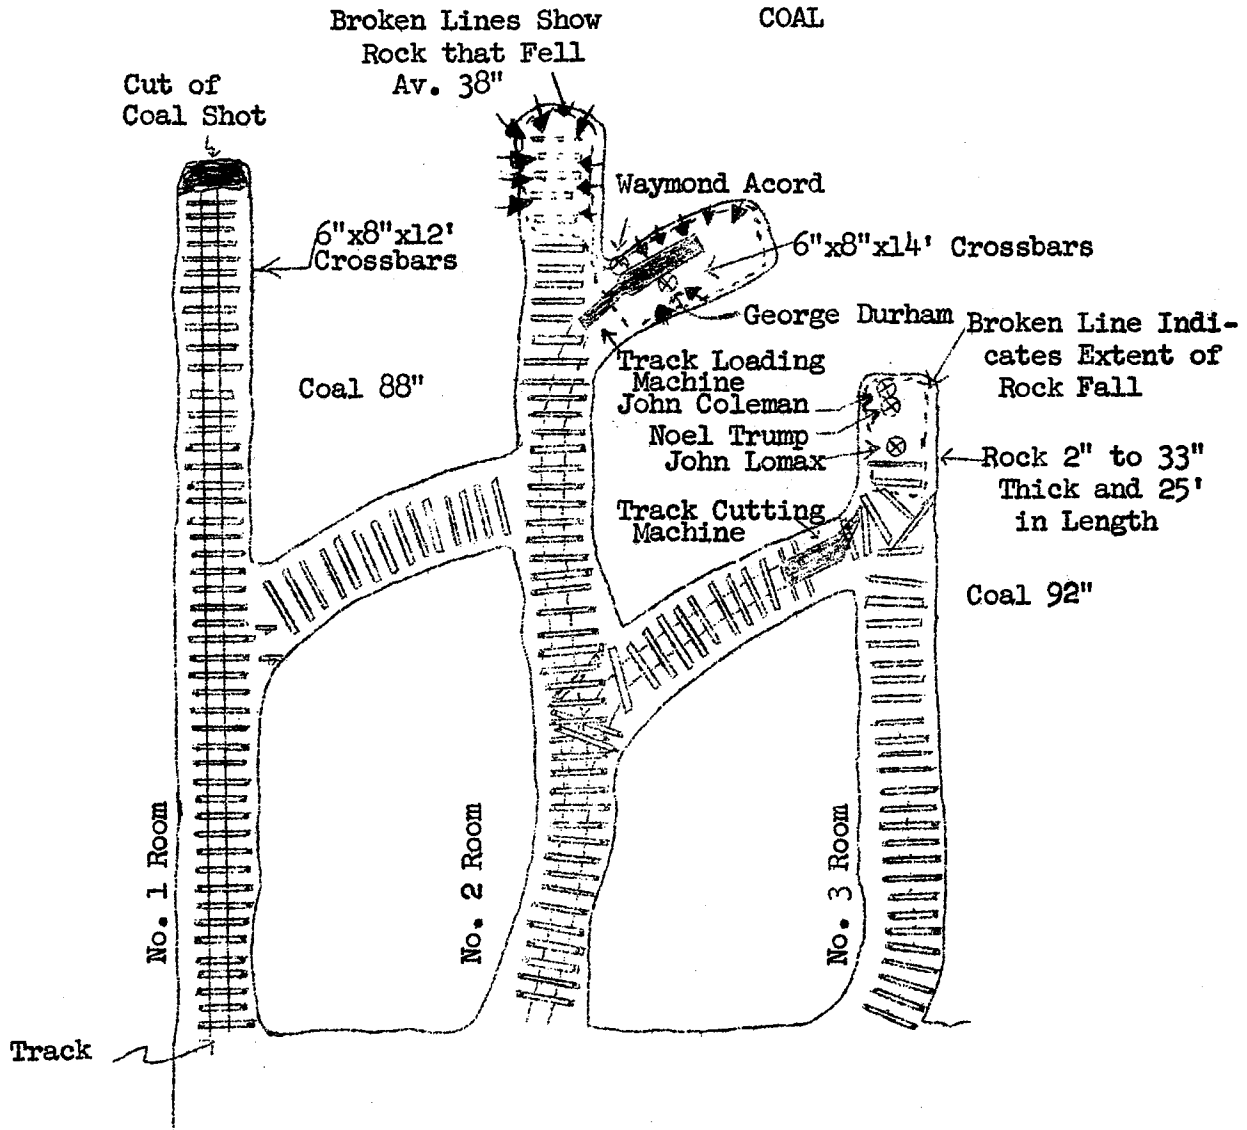 Broken Lines Show
Rock that Fell
Av. 38"
COAL
Cut of
Coal Shot
Waymond Acord
6"x8"x12'
Crossbars
6"x8"x14' Crossbars
George Durham
Broken Line Indi-
cates Extent of
Rock Fall
Track Loading
Machine
Coal 88"
John Coleman
Noel Trump
John Lomax
Rock 2" to 33"
Thick and 25'
in Length
Track Cutting
Machine
Coal 92"
No. 1 Room
No. 2 Room
No. 3 Room
Track